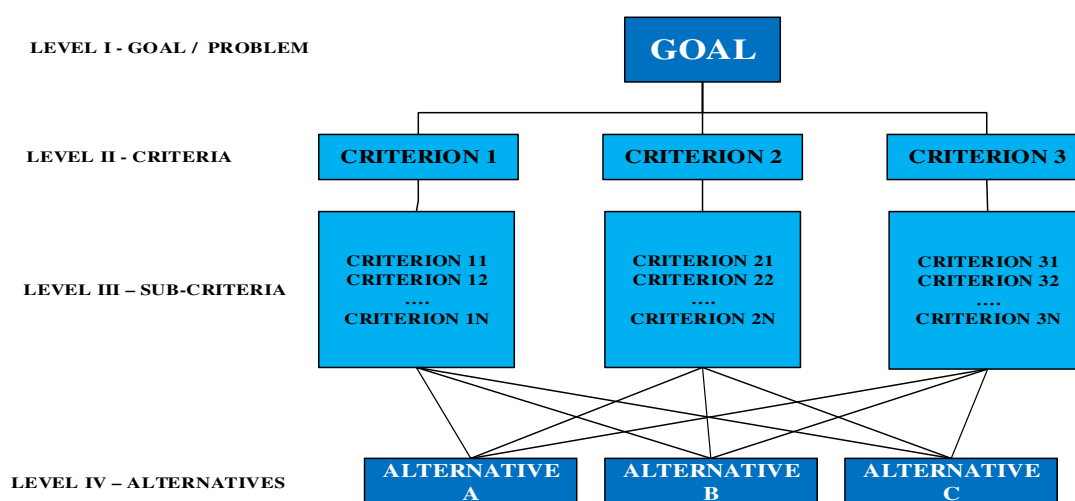 LEVEL I - GOAL / PROBLEM
GOAL
LEVEL II - CRITERIA
CRITERION 1
CRITERION 2
CRITERION 3
LEVEL III – SUB-CRITERIA
CRITERION 11
CRITERION 12
....
CRITERION 1N
CRITERION 21
CRITERION 22
....
CRITERION 2N
CRITERION 31
CRITERION 32
....
CRITERION 3N
LEVEL IV – ALTERNATIVES
ALTERNATIVE
A
ALTERNATIVE
B
ALTERNATIVE
C